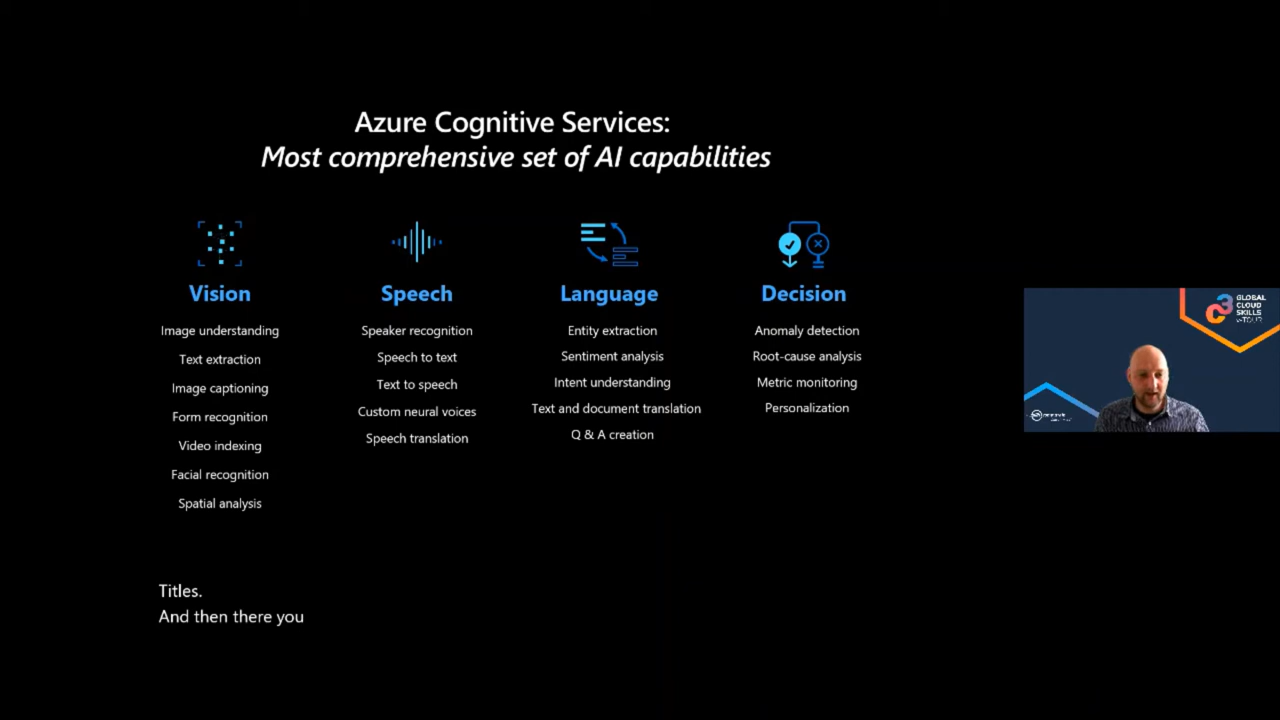 Azure Cognitive Services:
Most comprehensive set of AI capabilities
Vision
Image understanding
Text extraction
Image captioning
Form recognition
Video indexing
Facial recognition
Spatial analysis
Speech
Speaker recognition
Speech to text
Text to speech
Custom neural voices
Speech translation
Language
Entity extraction
Sentiment analysis
Intent understanding
Text and document translation
Q & A creation
Decision
Anomaly detection
Root-cause analysis
Metric monitoring
Personalization
GLOBAL
CLOUD
SKILLS
Titles.
And then there you